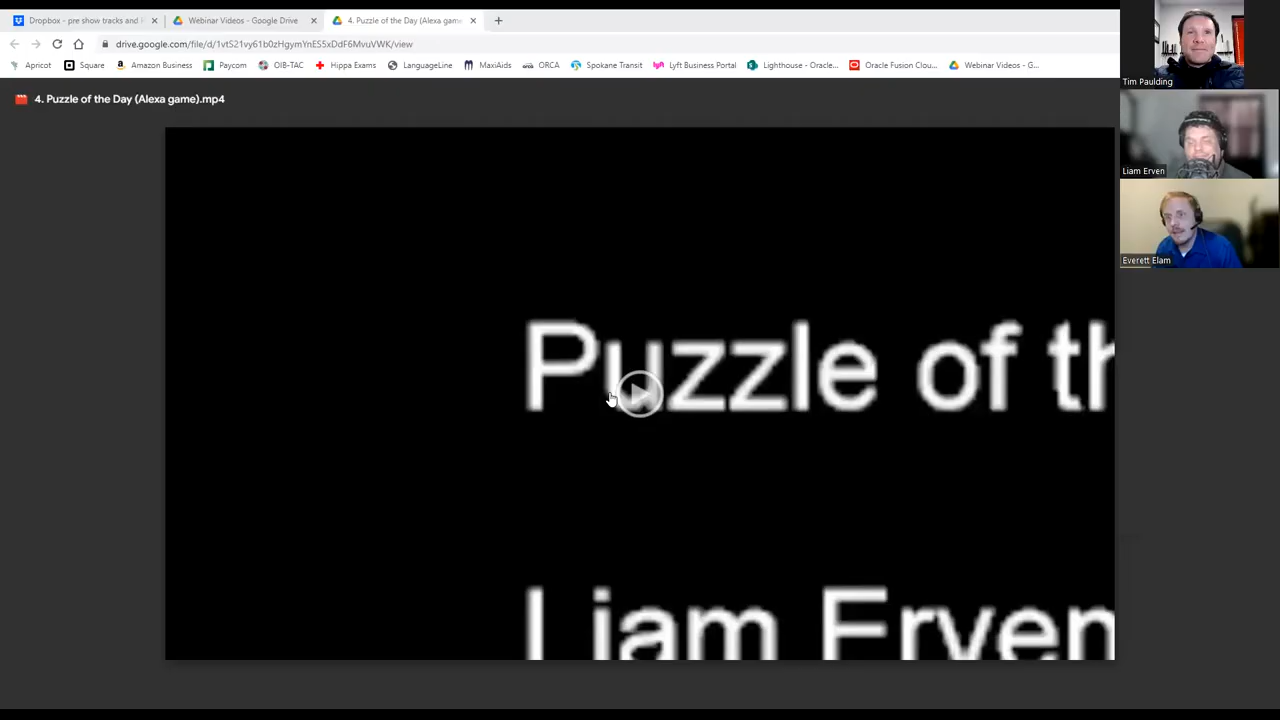 Dropbox - pre show tracks and
Webinar Videos - Google Drive
4. Puzzle of the Day (Alexa game
drive.google.com/file/d/1vtS21vy61b0zHgymYnES5xDdF6MvuVWK/view
Apricot
Square
Amazon Business
Paycom
OIB-TAC
Hippa Exams
LanguageLine
MaxiAids
ORCA
Spokane Transit
Lyft Business Portal
Lighthouse - Oracle...
Oracle Fusion Clou...
Webinar Videos - G...
4. Puzzle of the Day (Alexa game).mp4
Tim Paulding
Liam Erven
Everett Elam
Puzzle of th
Liam Erven